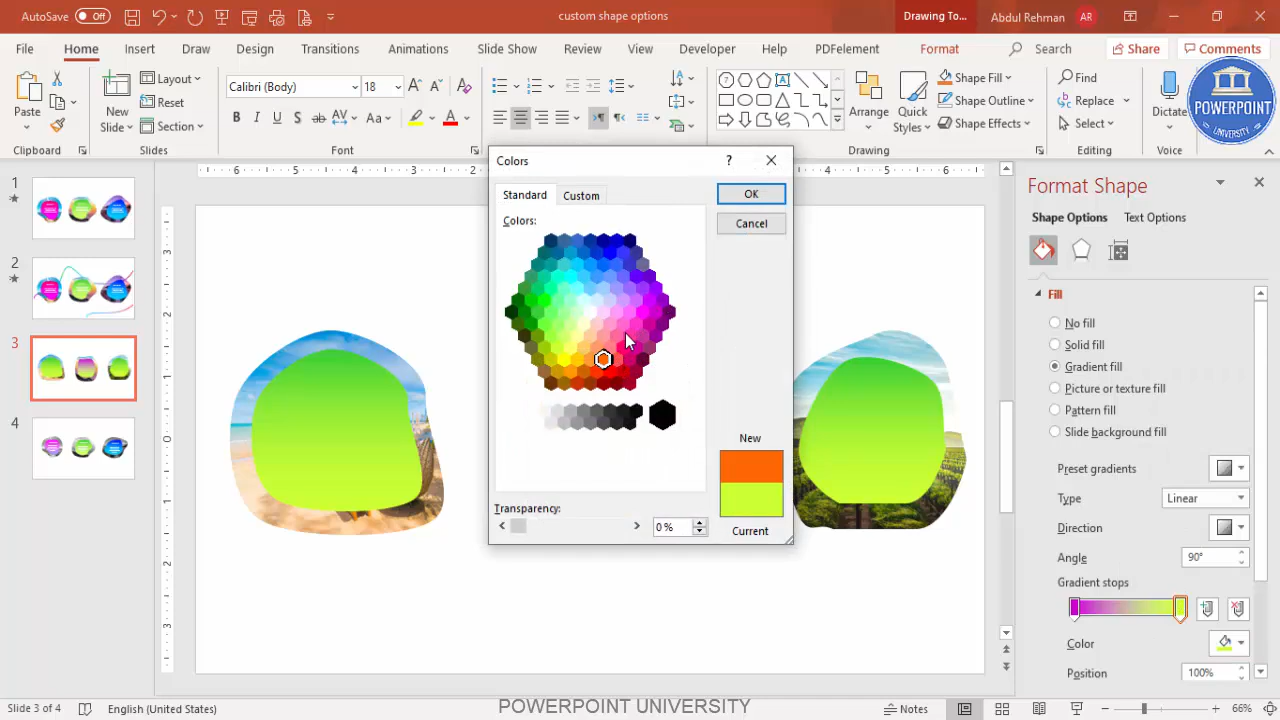 AutoSave Off custom shape options Drawing To... Abdul Rehman AR
File Home Insert Draw Design Transitions Animations Slide Show Review View Developer Help PDFelement Format Search Share Comments
Paste New Slide Layout Reset Section Calibri (Body) 18 Arrange Quick Styles Shape Fill Shape Outline Shape Effects Find Replace Select Dictate
Clipboard Slides Font Drawing Editing Voice
POWERPOINT
UNIVERSITY
1
2
3
4
Colors
Standard Custom
Colors:
OK
Cancel
New
Transparency:
0 %
Current
Format Shape
Shape Options Text Options
Fill
No fill
Solid fill
Gradient fill
Picture or texture fill
Pattern fill
Slide background fill
Preset gradients
Type Linear
Direction
Angle 90°
Gradient stops
Color
Position 100%
POWERPOINT UNIVERSITY
Slide 3 of 4 English (United States) Notes 66%